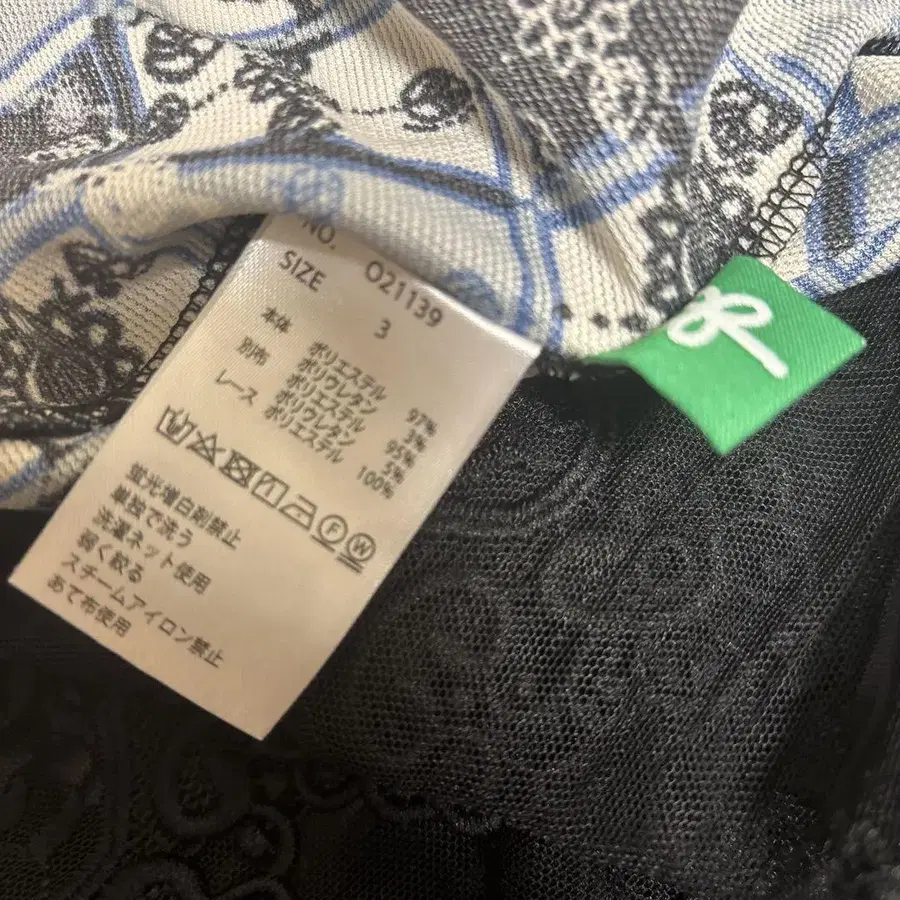 NO. 021139
SIZE 3
本体 ポリエステル 97%
ポリウレタン 3%
別布 ポリエステル 95%
ポリウレタン 5%
レース ポリエステル 100%
F W
蛍光増白剤禁止
単独で洗う
洗濯ネット使用
弱く絞る
スチームアイロン禁止
あて布使用